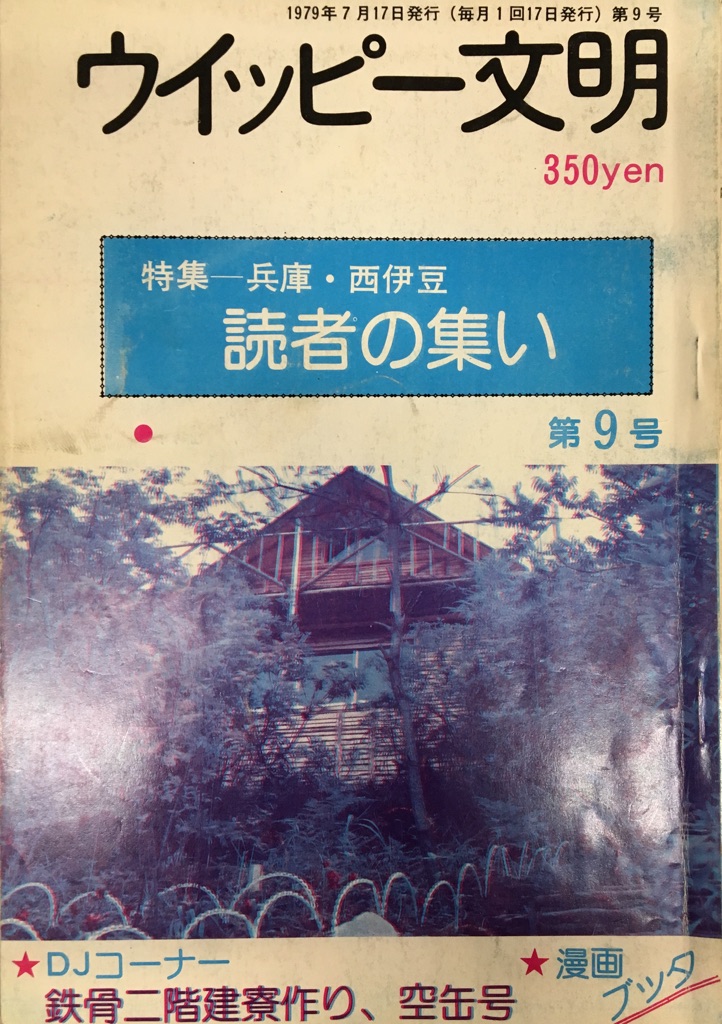 1979年7月17日発行（毎月1回17日発行）第9号
ウイッピー文明
350yen
特集―兵庫・西伊豆
読者の集い
第9号
★DJコーナー
★漫画
ブッタ
鉄骨二階建寮作り、空缶号